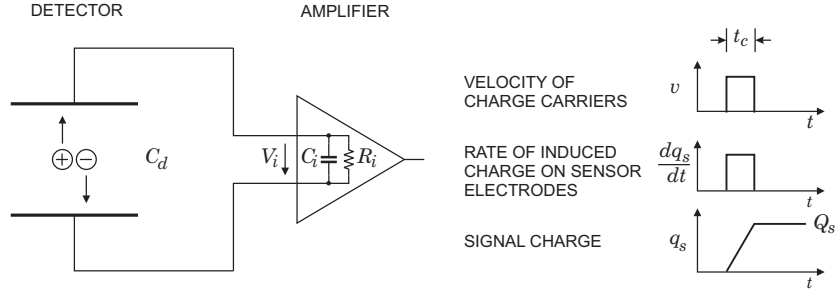 DETECTOR
AMPLIFIER
C_d
V_i
C_i
R_i
+
−
VELOCITY OF
CHARGE CARRIERS
t_c
v
t
RATE OF INDUCED
CHARGE ON SENSOR
ELECTRODES
dq_s
dt
t
SIGNAL CHARGE
q_s
Q_s
t